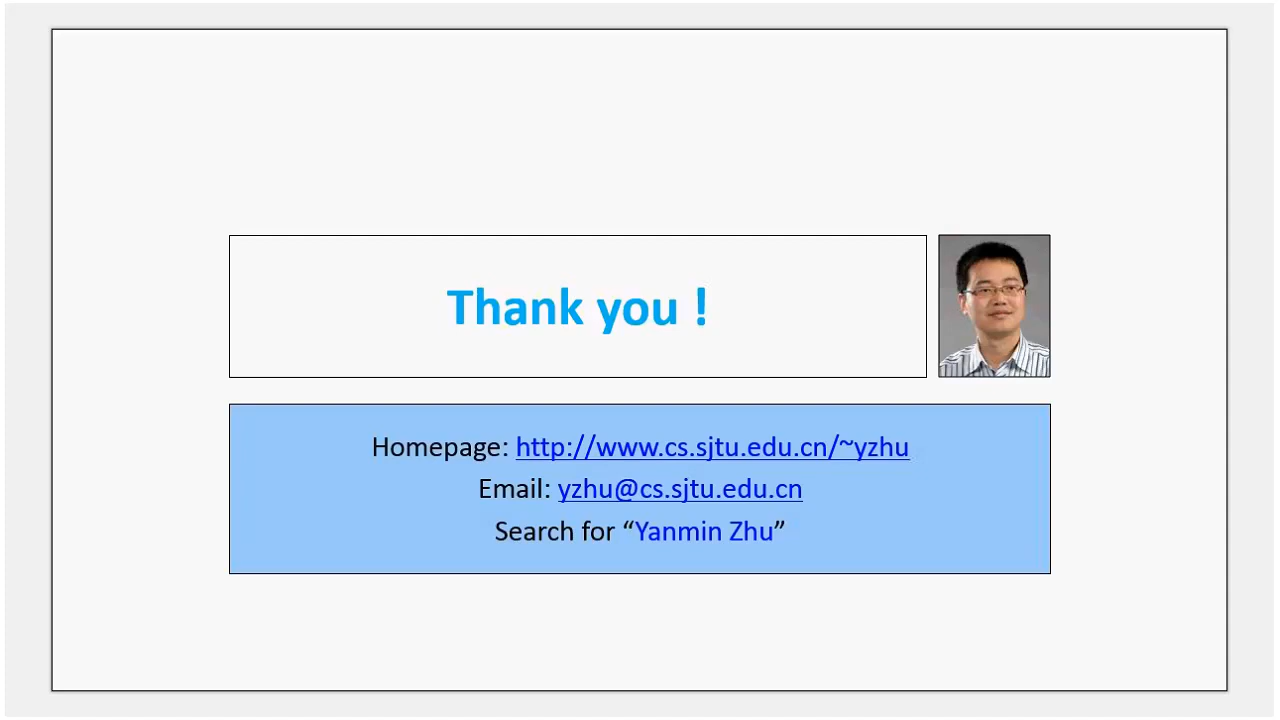 Thank you !
Homepage: http://www.cs.sjtu.edu.cn/~yzhu
Email: yzhu@cs.sjtu.edu.cn
Search for “Yanmin Zhu”